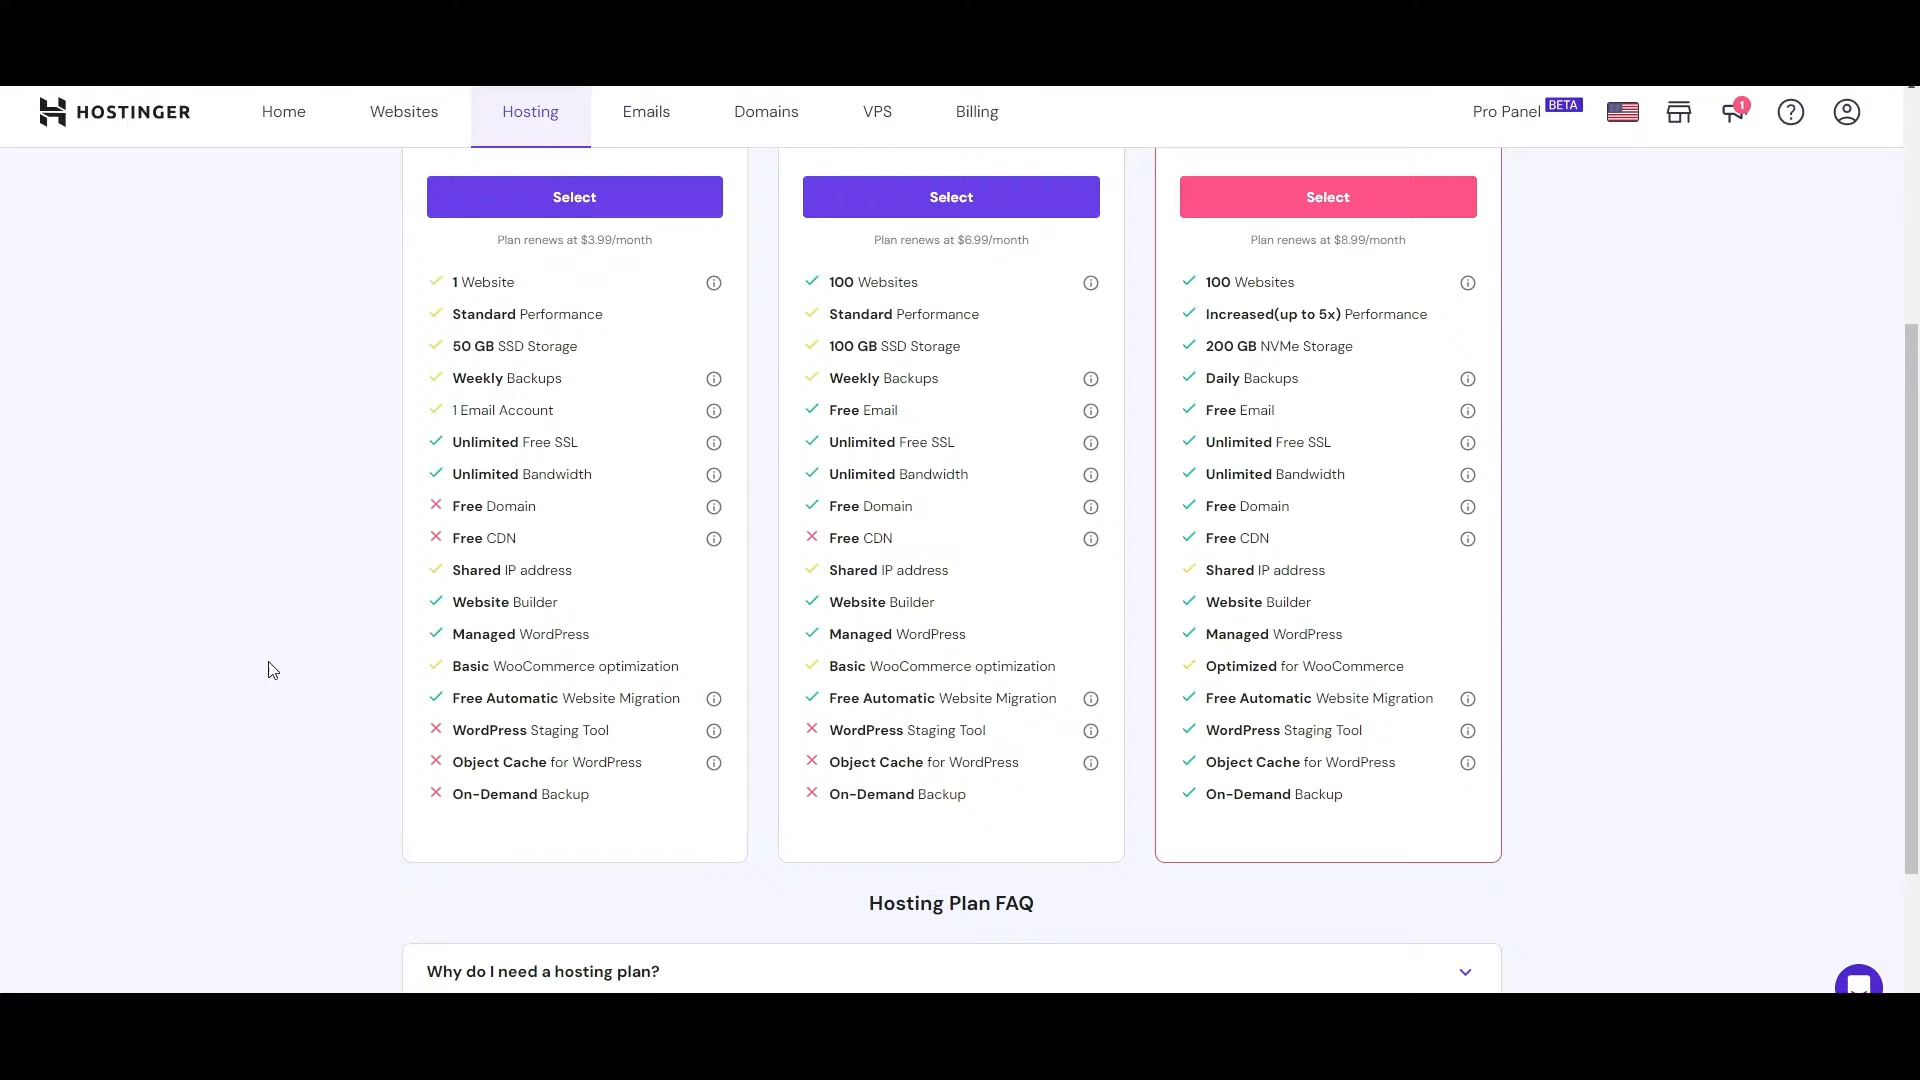 HOSTINGER
Home
Websites
Hosting
Emails
Domains
VPS
Billing
Pro Panel BETA
1
Select
Plan renews at $3.99/month
1 Website
Standard Performance
50 GB SSD Storage
Weekly Backups
1 Email Account
Unlimited Free SSL
Unlimited Bandwidth
Free Domain
Free CDN
Shared IP address
Website Builder
Managed WordPress
Basic WooCommerce optimization
Free Automatic Website Migration
WordPress Staging Tool
Object Cache for WordPress
On-Demand Backup
Select
Plan renews at $6.99/month
100 Websites
Standard Performance
100 GB SSD Storage
Weekly Backups
Free Email
Unlimited Free SSL
Unlimited Bandwidth
Free Domain
Free CDN
Shared IP address
Website Builder
Managed WordPress
Basic WooCommerce optimization
Free Automatic Website Migration
WordPress Staging Tool
Object Cache for WordPress
On-Demand Backup
Select
Plan renews at $8.99/month
100 Websites
Increased(up to 5x) Performance
200 GB NVMe Storage
Daily Backups
Free Email
Unlimited Free SSL
Unlimited Bandwidth
Free Domain
Free CDN
Shared IP address
Website Builder
Managed WordPress
Optimized for WooCommerce
Free Automatic Website Migration
WordPress Staging Tool
Object Cache for WordPress
On-Demand Backup
Hosting Plan FAQ
Why do I need a hosting plan?